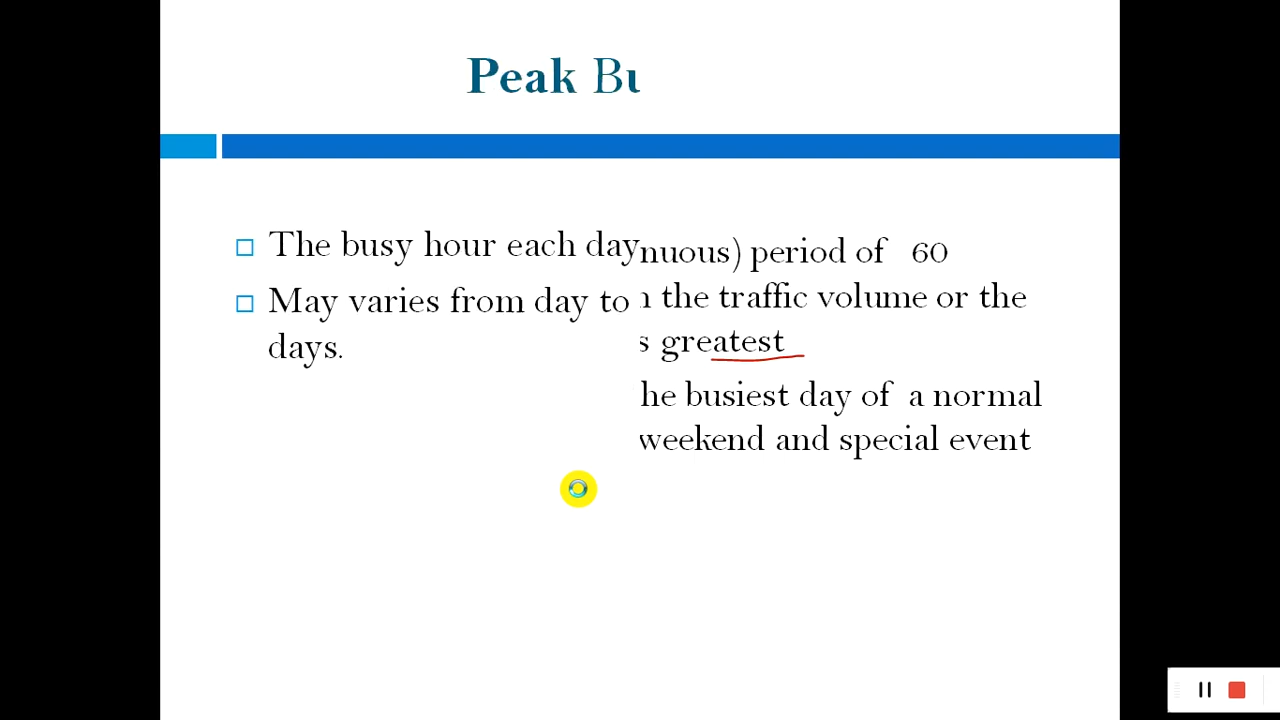 Peak Bu
The busy hour each day
nuous) period of 60
May varies from day to
the traffic volume or the
days.
s greatest
he busiest day of a normal
weekend and special event